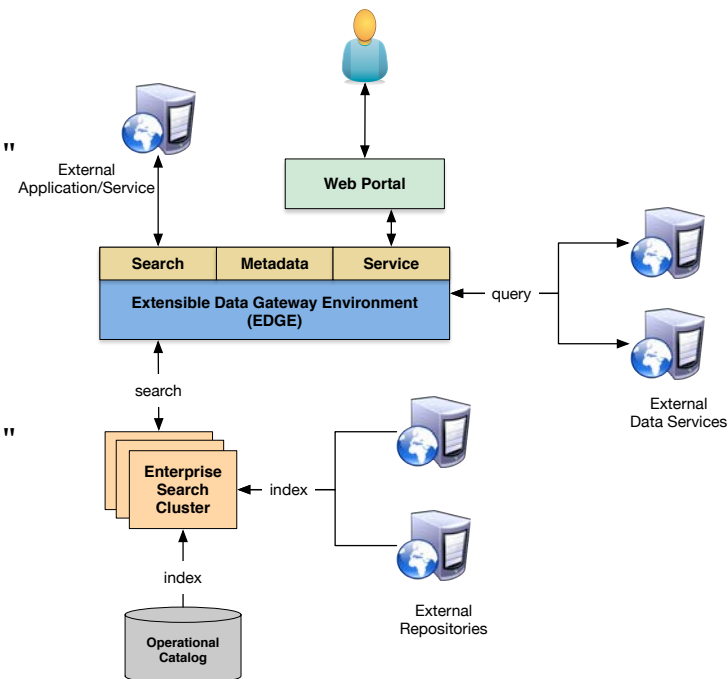 "
External
Application/Service
Web Portal
Search
Metadata
Service
Extensible Data Gateway Environment
(EDGE)
query
External
Data Services
search
"
Enterprise
Search
Cluster
index
index
External
Repositories
Operational
Catalog